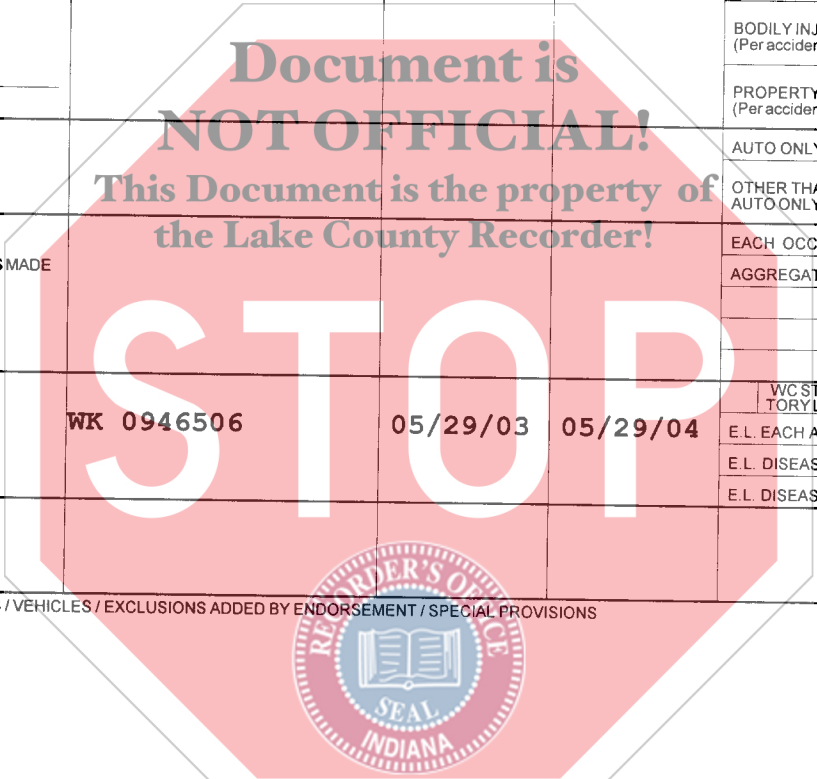 BODILY INJ
(Per acciden
Document is
NOT OFFICIAL!
This Document is the property of
the Lake County Recorder!
PROPERTY
(Per acciden
AUTO ONLY
OTHER THA
AUTO ONLY
EACH OCC
S MADE
AGGREGAT
STOP
WC ST
TORY L
WK 0946506 05/29/03 05/29/04
E.L. EACH A
E.L. DISEAS
E.L. DISEAS
/ VEHICLES / EXCLUSIONS ADDED BY ENDORSEMENT / SPECIAL PROVISIONS
RECORDER'S OFFICE
SEAL
INDIANA